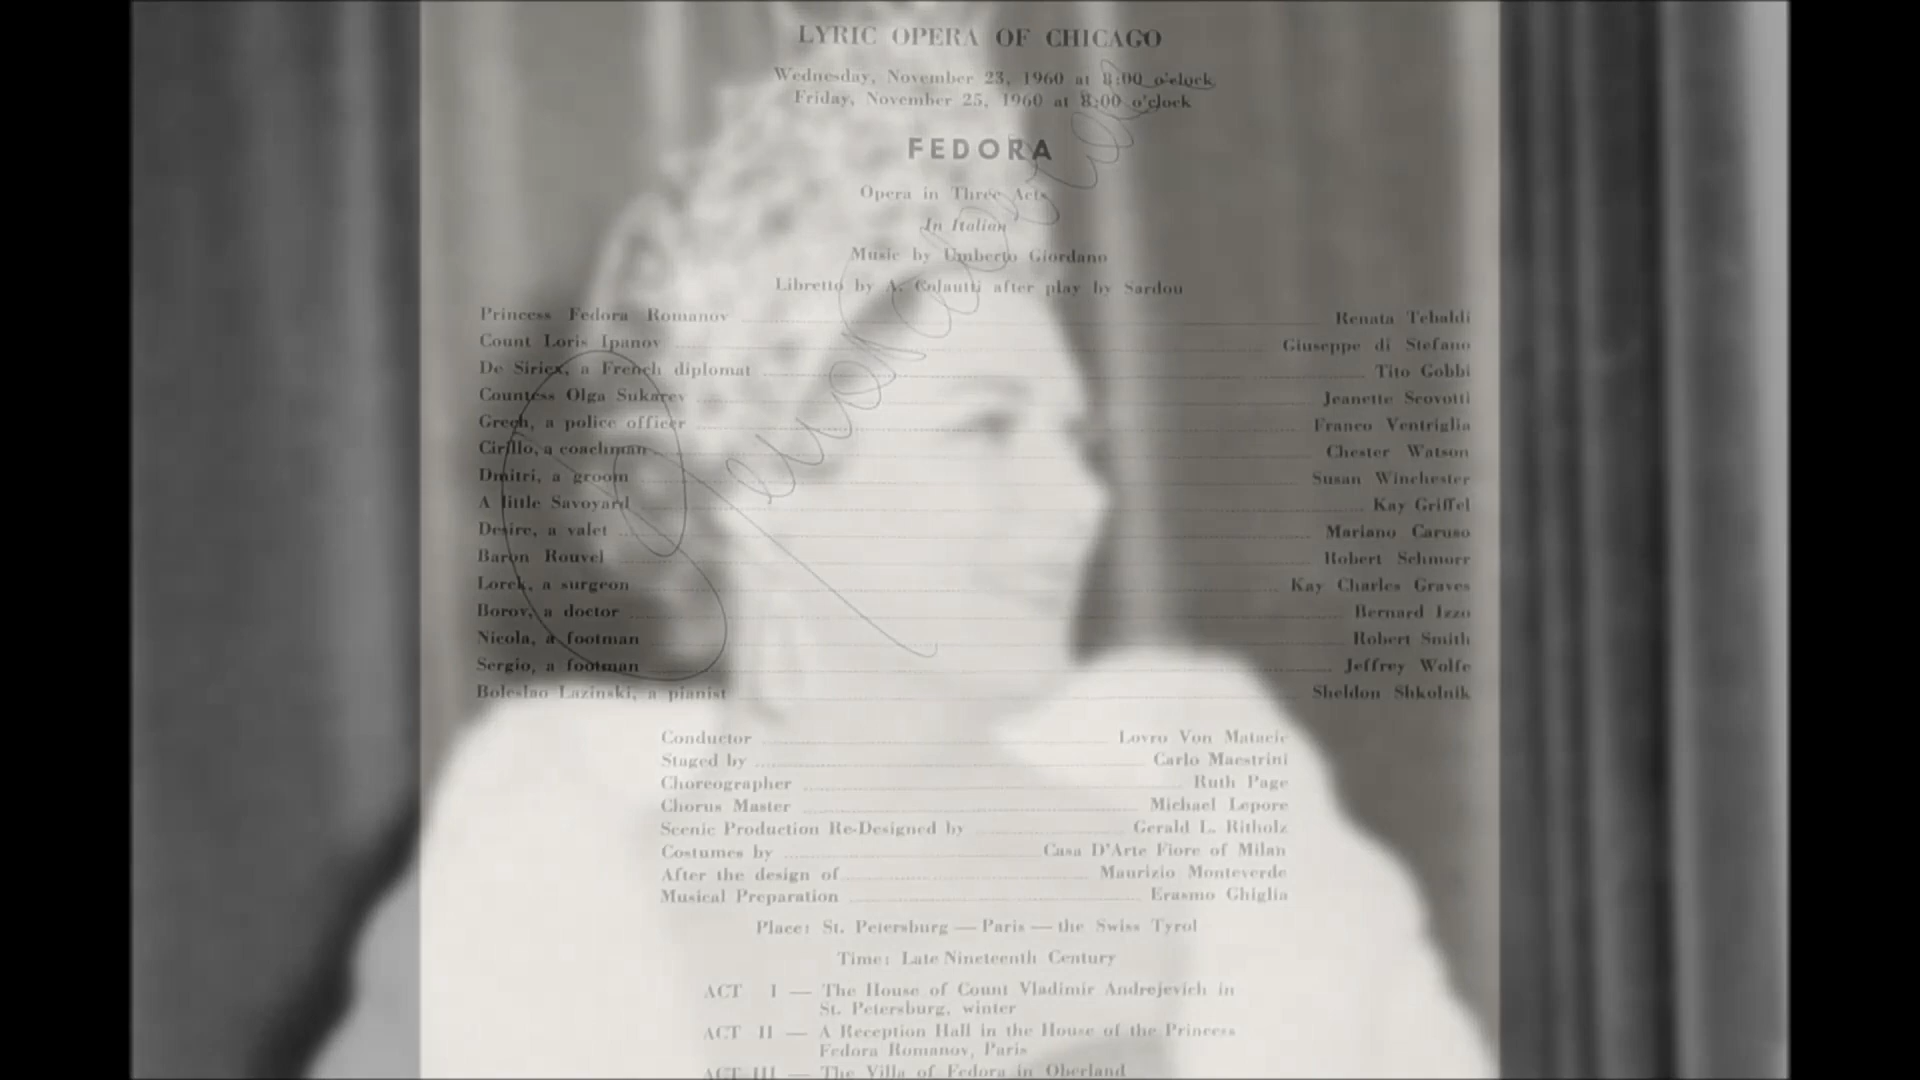 LYRIC OPERA OF CHICAGO
Wednesday, November 23, 1960 at 8:00 o'clock
Friday, November 25, 1960 at 8:00 o'clock
FEDORA
Opera in Three Acts
In Italian
Music by Umberto Giordano
Libretto by A. Colautti after play by Sardou
Princess Fedora Romanov Renata Tebaldi
Count Loris Ipanov Giuseppe di Stefano
De Siriex, a French diplomat Tito Gobbi
Countess Olga Sukarev Jeanette Scovotti
Grech, a police officer Franco Ventriglia
Cirillo, a coachman Chester Watson
Dmitri, a groom Susan Winchester
A little Savoyard Kay Griffel
Desire, a valet Mariano Caruso
Baron Rouvel Robert Schmorr
Lorek, a surgeon Kay Charles Graves
Borov, a doctor Bernard Izzo
Nicola, a footman Robert Smith
Sergio, a footman Jeffrey Wolfe
Boleslao Lazinski, a pianist Sheldon Shkolnik
Conductor Lovro Von Matacic
Staged by Carlo Maestrini
Choreographer Ruth Page
Chorus Master Michael Lepore
Scenic Production Re-Designed by Gerald L. Ritholz
Costumes by Casa D'Arte Fiore of Milan
After the design of Maurizio Monteverde
Musical Preparation Erasmo Ghiglia
Place: St. Petersburg — Paris — the Swiss Tyrol
Time: Late Nineteenth Century
ACT I — The House of Count Vladimir Andrejevich in
St. Petersburg, winter
ACT II — A Reception Hall in the House of the Princess
Fedora Romanov, Paris
ACT III — The Villa of Fedora in Oberland